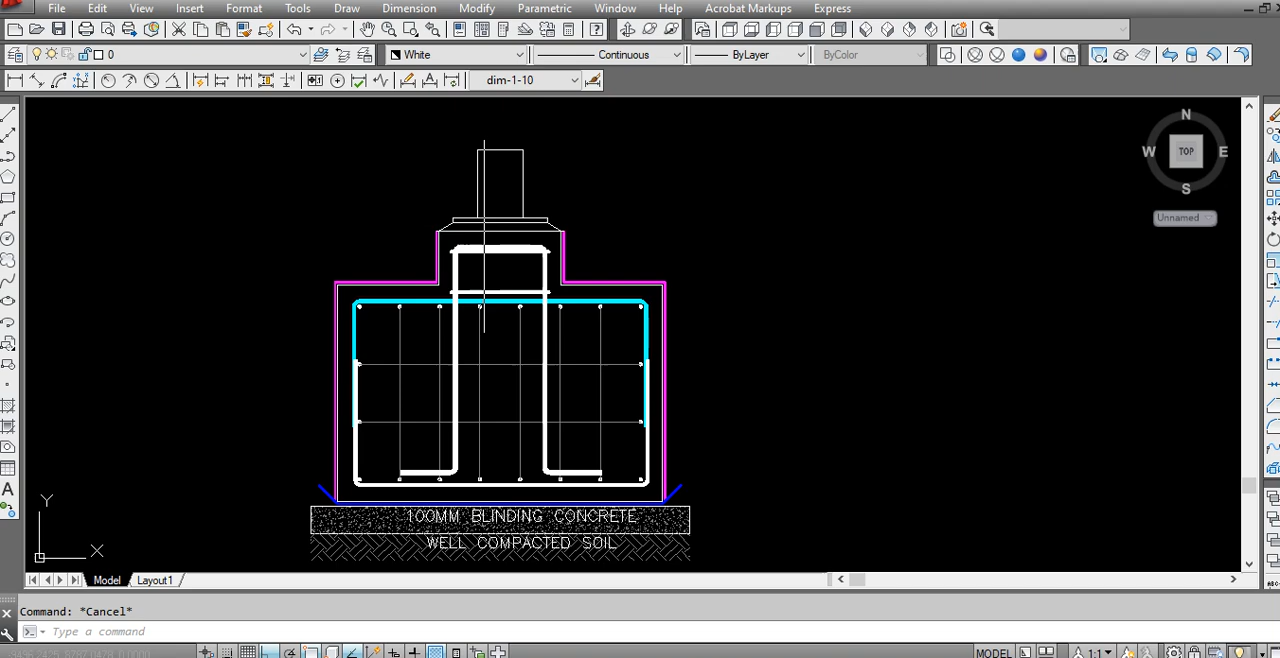 File Edit View Insert Format Tools Draw Dimension Modify Parametric Window Help Acrobat Markups Express
0 White Continuous ByLayer ByColor
dim-1-10
N
W TOP E
S
Unnamed
100MM BLINDING CONCRETE
WELL COMPACTED SOIL
Y
X
Model Layout1
Command: *Cancel*
Type a command
MODEL 1:1